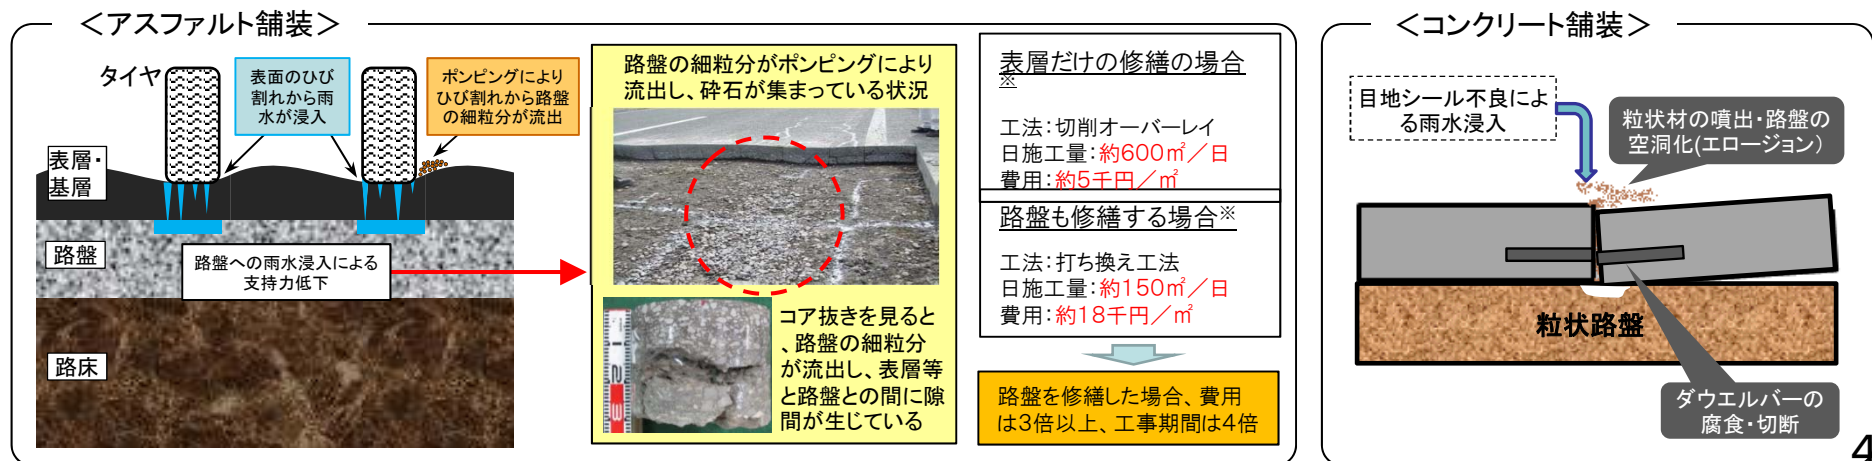 ＜アスファルト舗装＞
タイヤ
表面のひび
割れから雨
水が浸入
ポンピングにより
ひび割れから路盤
の細粒分が流出
表層・
基層
路盤
路盤への雨水浸入による
支持力低下
路床
路盤の細粒分がポンピングにより
流出し、砕石が集まっている状況
コア抜きを見ると
、路盤の細粒分
が流出し、表層等
と路盤との間に隙
間が生じている
1
2
3
表層だけの修繕の場合
※
工法：切削オーバーレイ
日施工量：約600㎡／日
費用：約5千円／㎡
路盤も修繕する場合※
工法：打ち換え工法
日施工量：約150㎡／日
費用：約18千円／㎡
路盤を修繕した場合、費用
は3倍以上、工事期間は4倍
＜コンクリート舗装＞
目地シール不良によ
る雨水浸入
粒状材の噴出・路盤の
空洞化(エロージョン）
粒状路盤
ダウエルバーの
腐食・切断
4